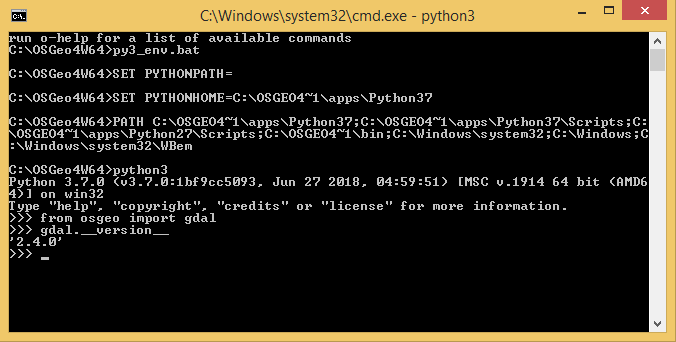 C:\Windows\system32\cmd.exe - python3
run o-help for a list of available commands
C:\OSGeo4W64>py3_env.bat
C:\OSGeo4W64>SET PYTHONPATH=
C:\OSGeo4W64>SET PYTHONHOME=C:\OSGEO4~1\apps\Python37
C:\OSGeo4W64>PATH C:\OSGEO4~1\apps\Python37;C:\OSGEO4~1\apps\Python37\Scripts;C:
\OSGEO4~1\apps\Python27\Scripts;C:\OSGEO4~1\bin;C:\Windows\system32;C:\Windows;C
:\Windows\system32\WBem
C:\OSGeo4W64>python3
Python 3.7.0 (v3.7.0:1bf9cc5093, Jun 27 2018, 04:59:51) [MSC v.1914 64 bit (AMD6
4)] on win32
Type "help", "copyright", "credits" or "license" for more information.
>>> from osgeo import gdal
>>> gdal.__version__
'2.4.0'
>>> _